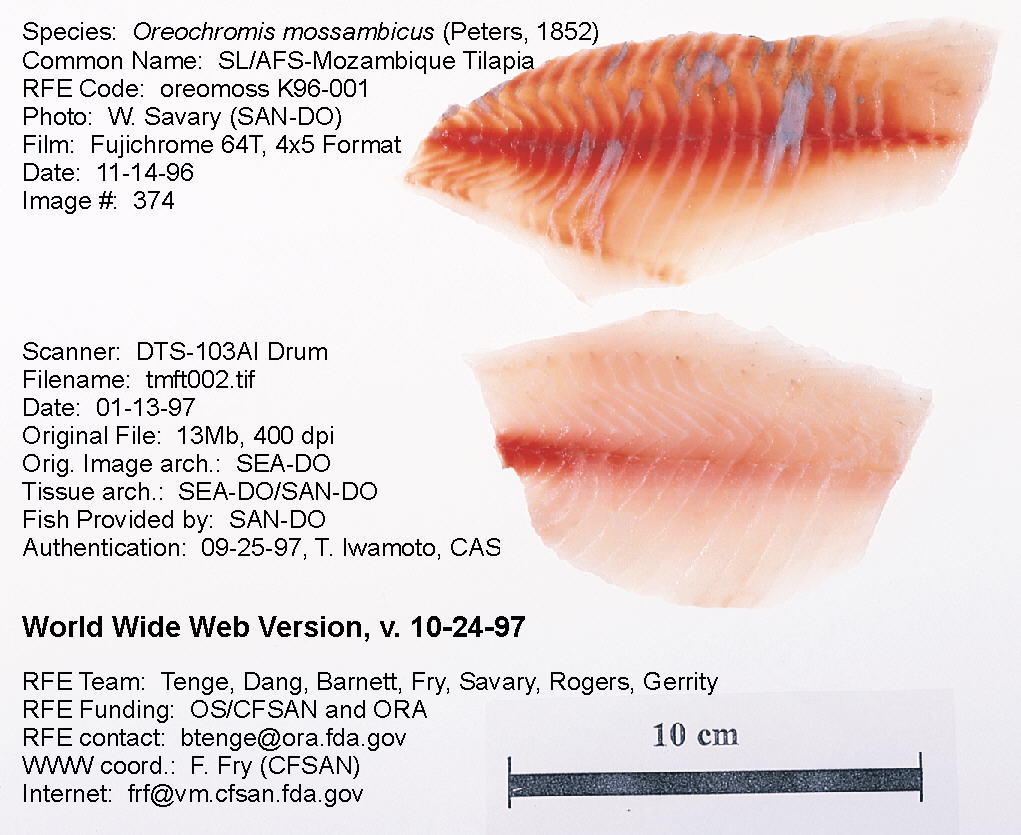 Species: Oreochromis mossambicus (Peters, 1852)
Common Name: SL/AFS-Mozambique Tilapia
RFE Code: oreomoss K96-001
Photo: W. Savary (SAN-DO)
Film: Fujichrome 64T, 4x5 Format
Date: 11-14-96
Image #: 374
Scanner: DTS-103AI Drum
Filename: tmft002.tif
Date: 01-13-97
Original File: 13Mb, 400 dpi
Orig. Image arch.: SEA-DO
Tissue arch.: SEA-DO/SAN-DO
Fish Provided by: SAN-DO
Authentication: 09-25-97, T. Iwamoto, CAS
World Wide Web Version, v. 10-24-97
RFE Team: Tenge, Dang, Barnett, Fry, Savary, Rogers, Gerrity
RFE Funding: OS/CFSAN and ORA
RFE contact: btenge@ora.fda.gov
WWW coord.: F. Fry (CFSAN)
Internet: frf@vm.cfsan.fda.gov
10 cm